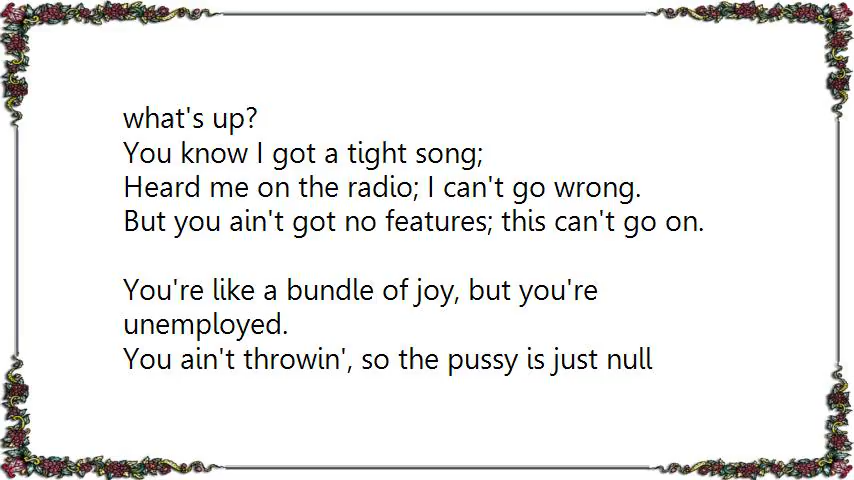 what's up?
You know I got a tight song;
Heard me on the radio; I can't go wrong.
But you ain't got no features; this can't go on.
You're like a bundle of joy, but you're
unemployed.
You ain't throwin', so the pussy is just null